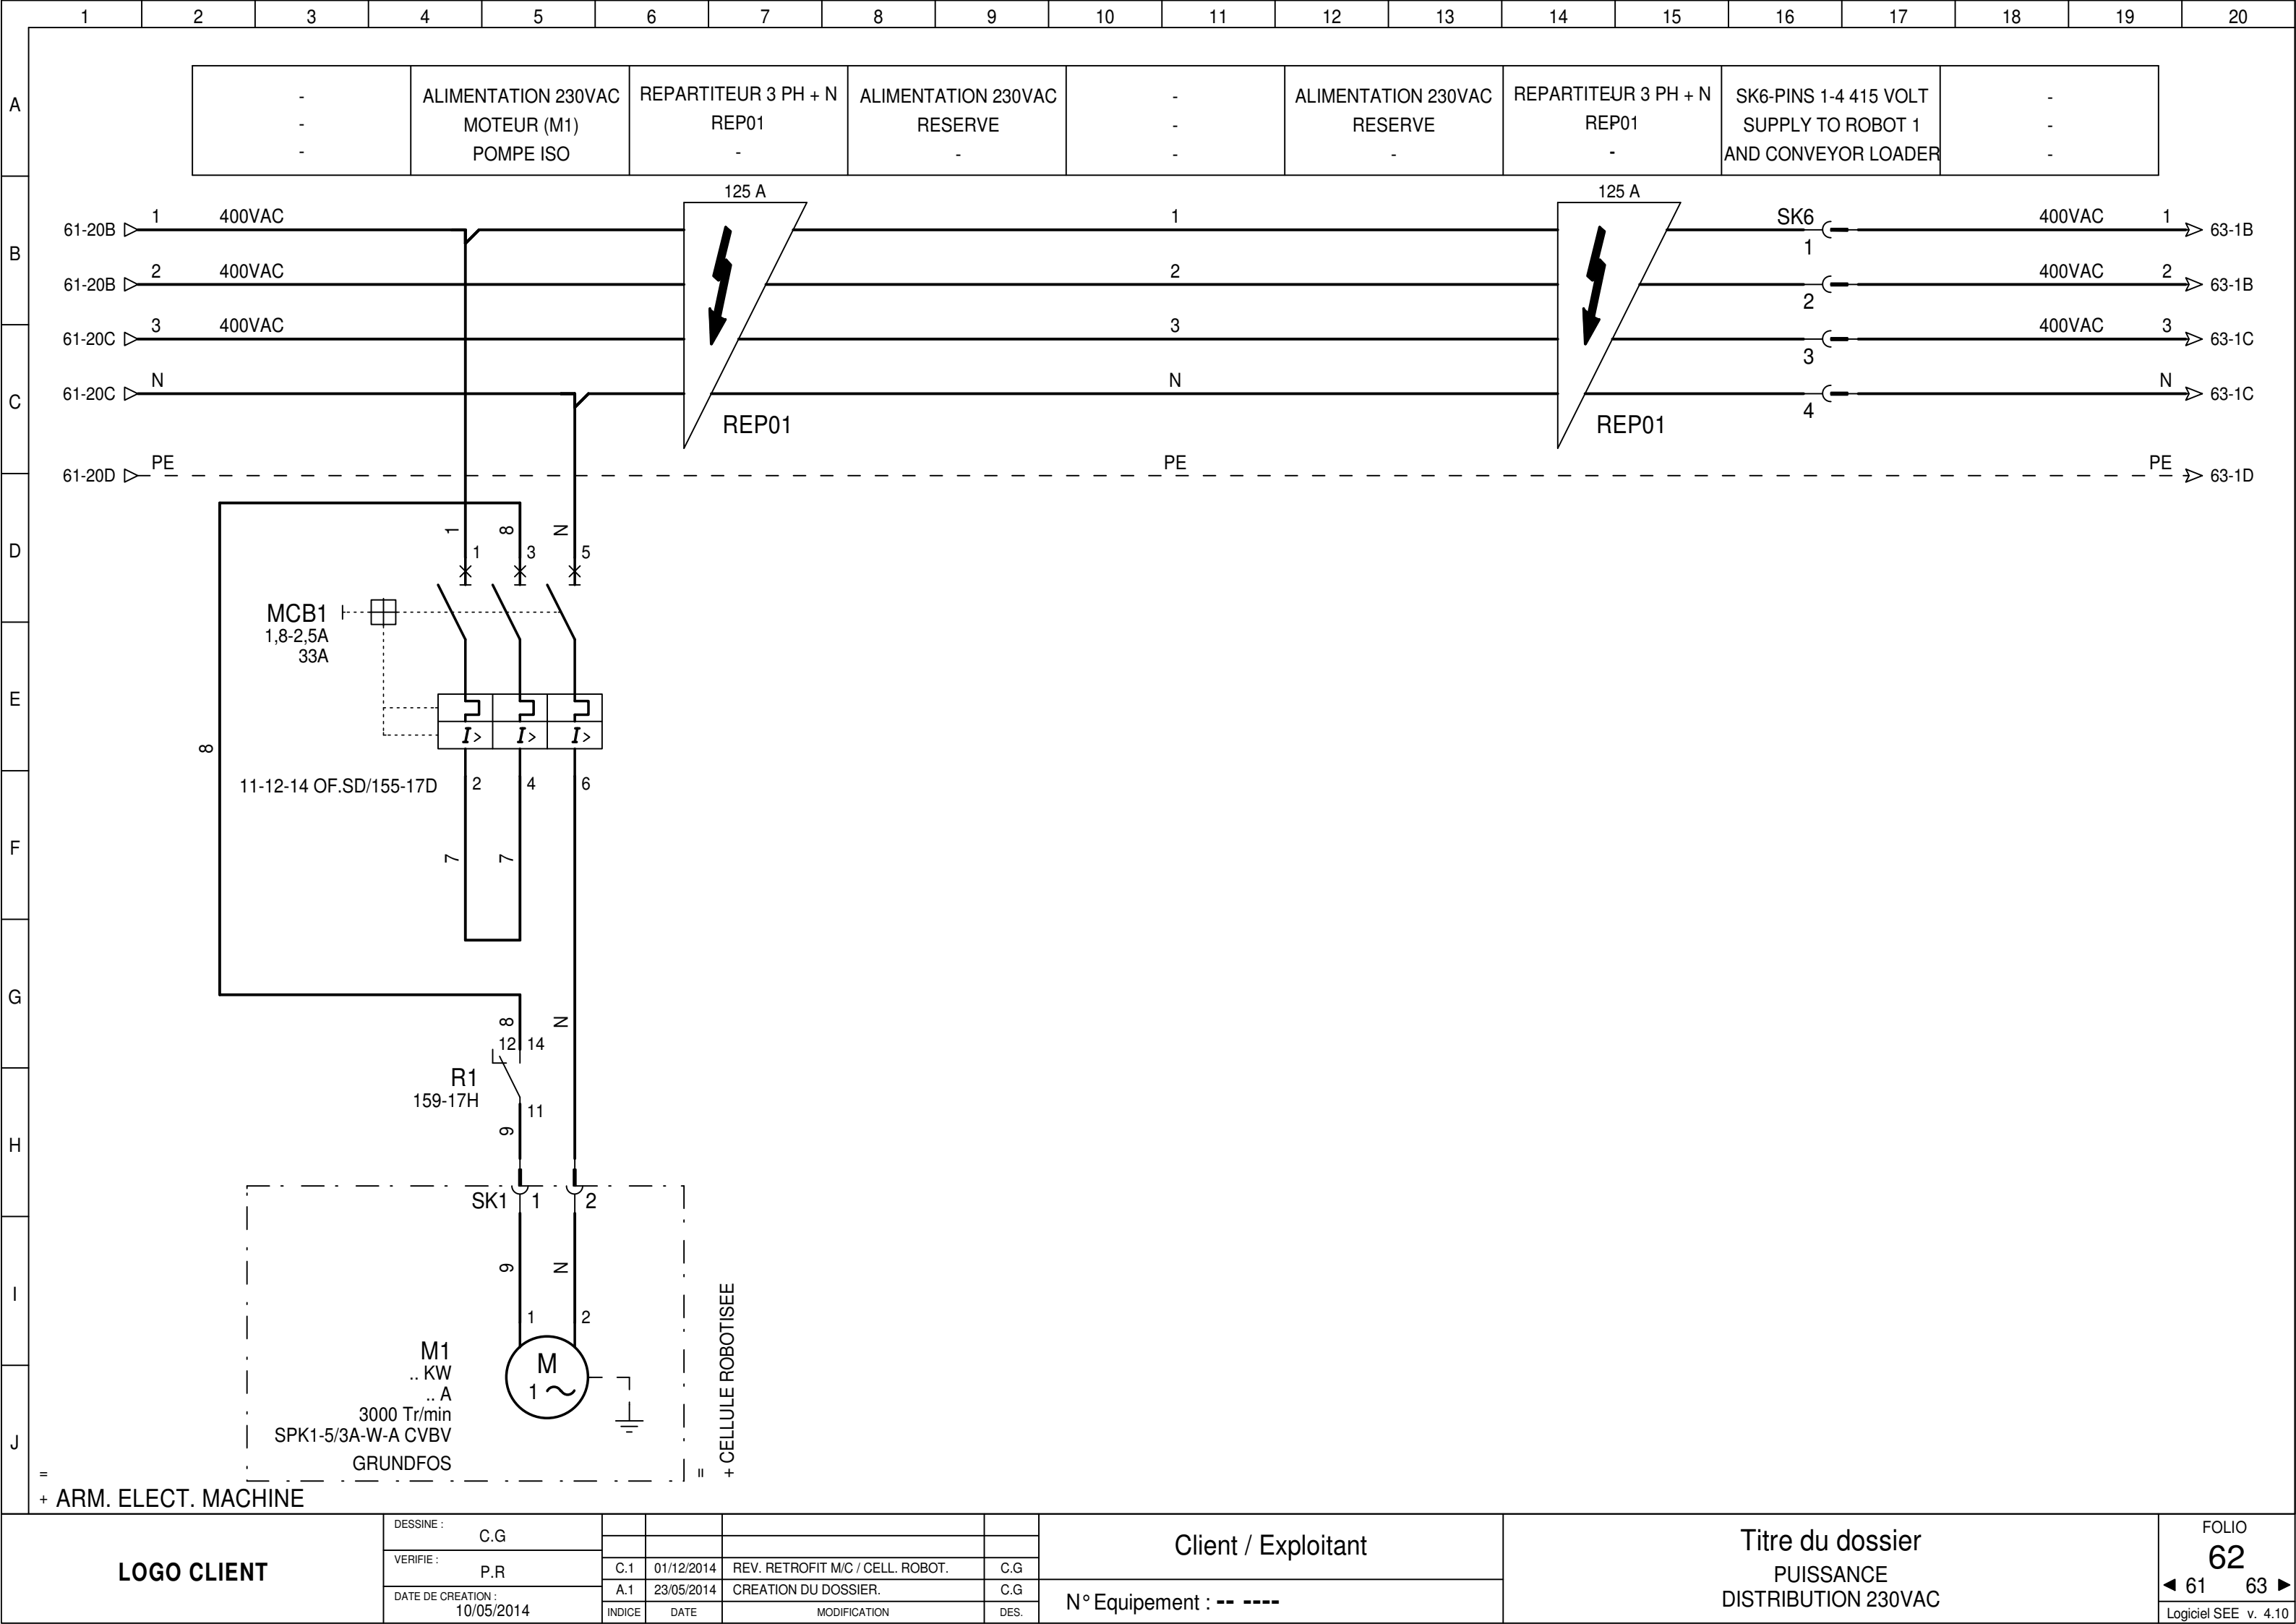 1 2 3 4 5 6 7 8 9 10 11 12 13 14 15 16 17 18 19 20
A
B
C
D
E
F
G
H
I
J
-
-
-
ALIMENTATION 230VAC
MOTEUR (M1)
POMPE ISO
REPARTITEUR 3 PH + N
REP01
-
ALIMENTATION 230VAC
RESERVE
-
-
-
-
ALIMENTATION 230VAC
RESERVE
-
REPARTITEUR 3 PH + N
REP01
-
SK6-PINS 1-4 415 VOLT
SUPPLY TO ROBOT 1
AND CONVEYOR LOADER
-
-
-
125 A
125 A
61-20B 1 400VAC 1 SK6 1 400VAC 1 63-1B
61-20B 2 400VAC 2 2 400VAC 2 63-1B
61-20C 3 400VAC 3 3 400VAC 3 63-1C
61-20C N N 4 N 63-1C
REP01
REP01
61-20D PE PE PE 63-1D
1 8 N
1 3 5
MCB1
1,8-2,5A
33A
I> I> I>
8
11-12-14 OF.SD/155-17D
2 4 6
7 7
8 N
12 14
R1
159-17H
11
9
SK1 1 2
9 N
1 2
M1
.. KW
.. A
3000 Tr/min
SPK1-5/3A-W-A CVBV
GRUNDFOS
M
1
= + CELLULE ROBOTISEE
=
+ ARM. ELECT. MACHINE
LOGO CLIENT
DESSINE :
C.G
VERIFIE :
P.R
DATE DE CREATION :
10/05/2014
C.1 01/12/2014 REV. RETROFIT M/C / CELL. ROBOT. C.G
A.1 23/05/2014 CREATION DU DOSSIER. C.G
INDICE DATE MODIFICATION DES.
Client / Exploitant
N° Equipement : -- ----
Titre du dossier
PUISSANCE
DISTRIBUTION 230VAC
FOLIO
62
61 63
Logiciel SEE v. 4.10